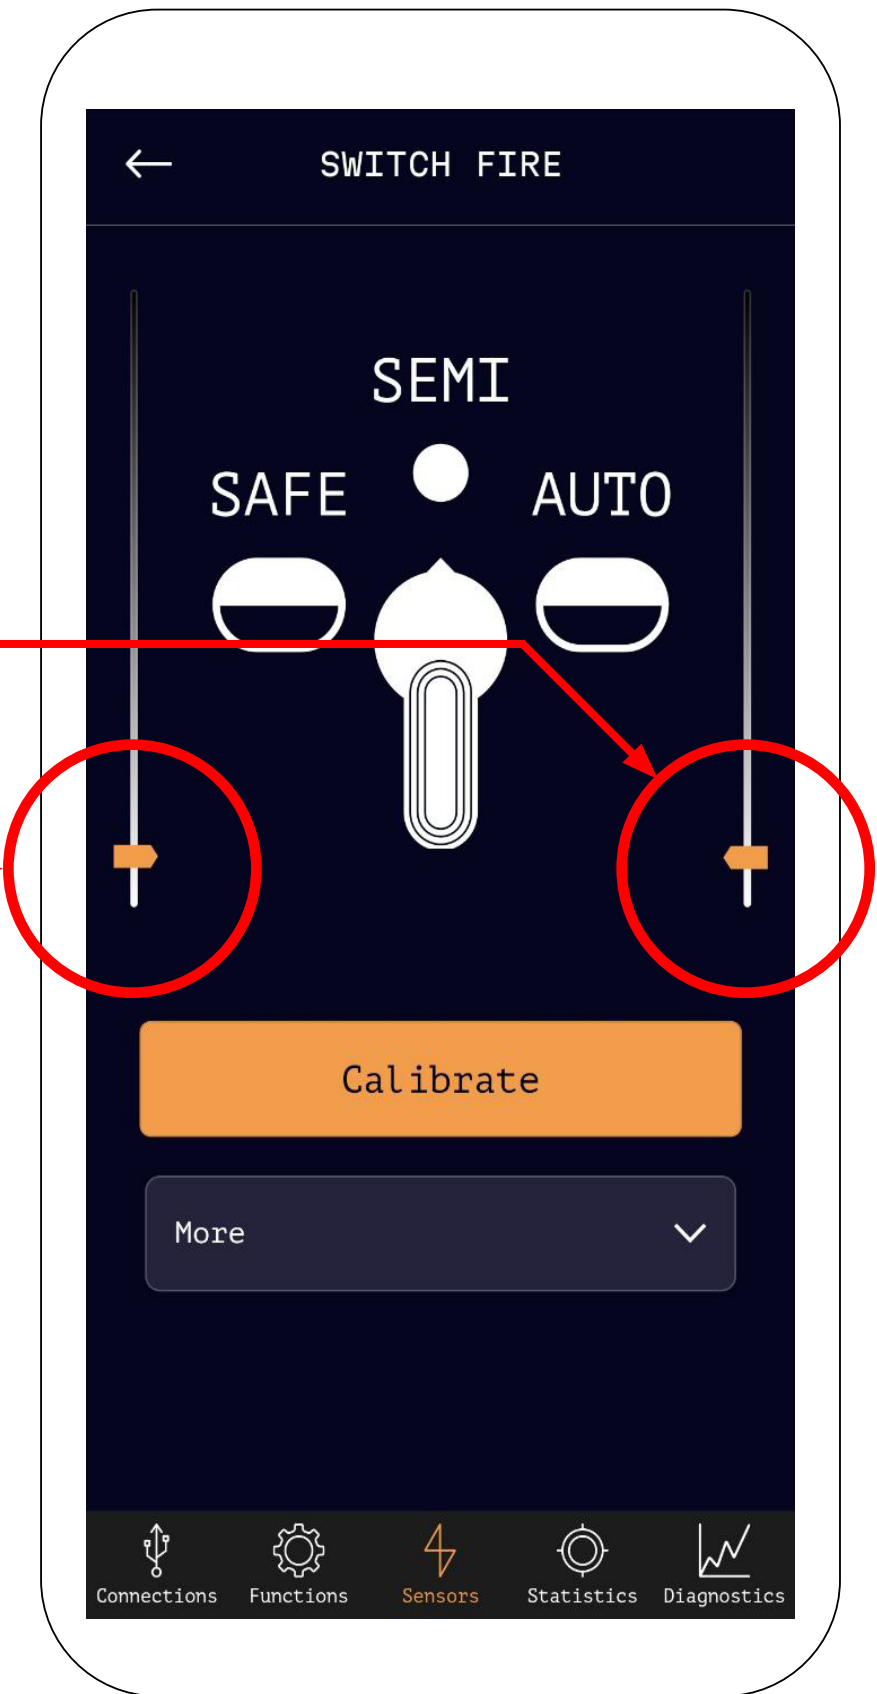 SWITCH FIRE
SEMI
SAFE
AUTO
Calibrate
More
Connections Functions Sensors Statistics Diagnostics